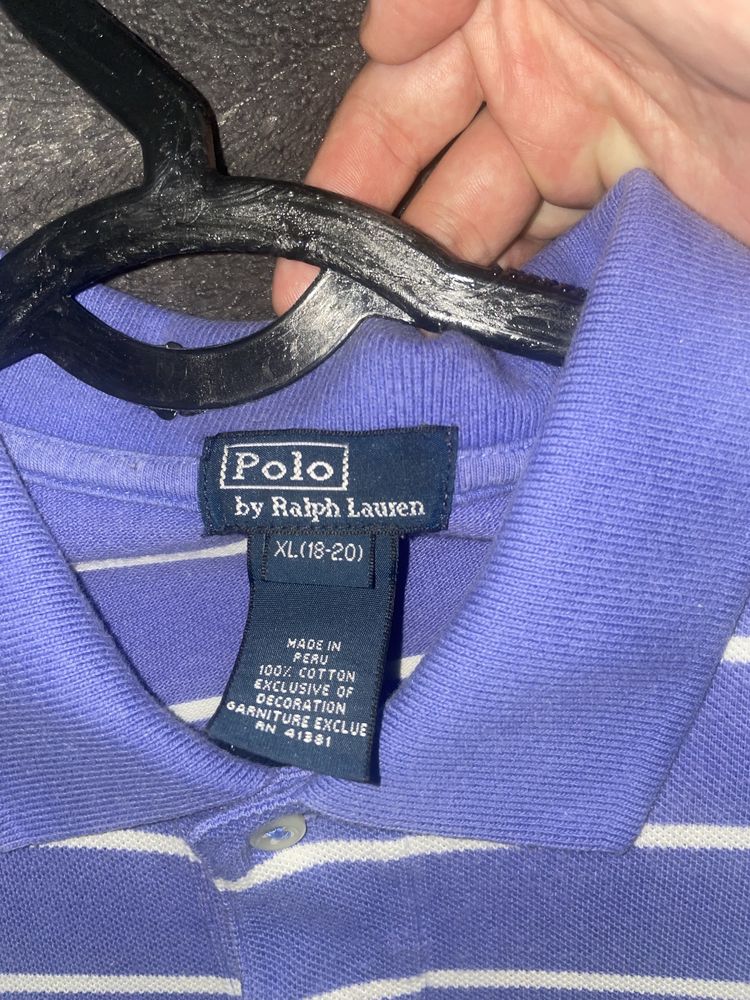 Polo
by Ralph Lauren
XL(18-20)
MADE IN
PERU
100% COTTON
EXCLUSIVE OF
DECORATION
GARNITURE EXCLUE
RN 41381